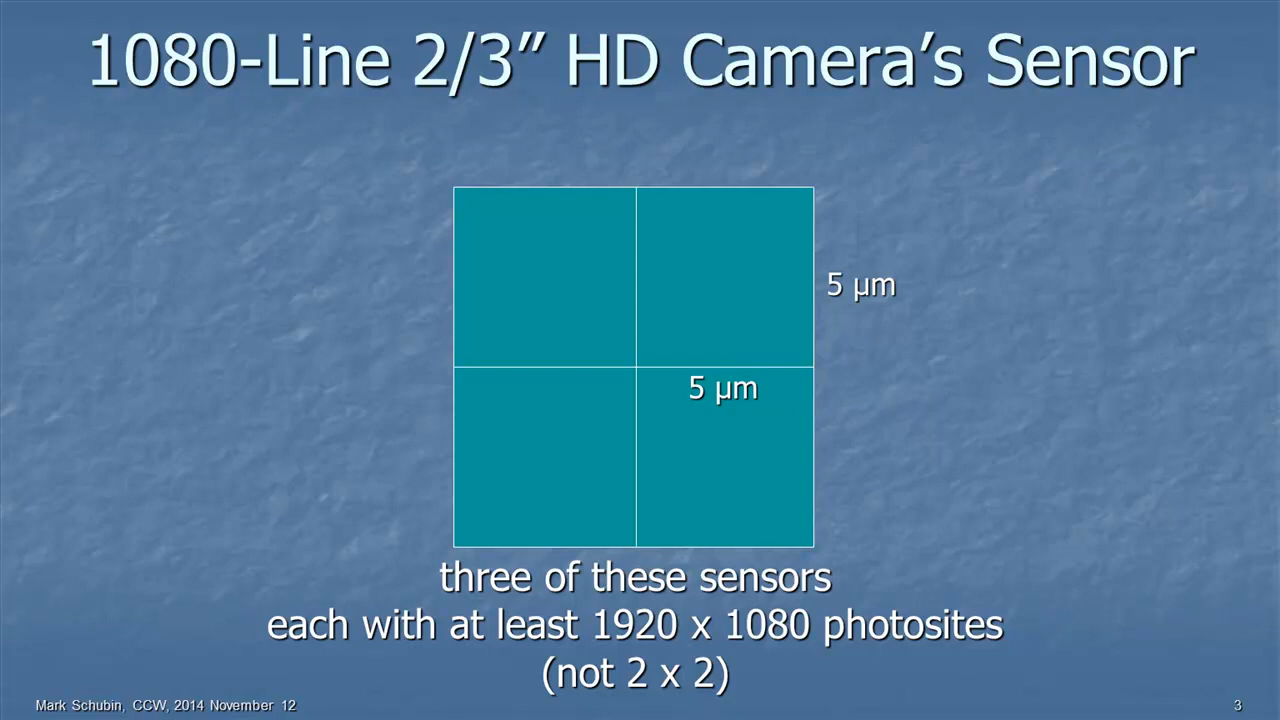 1080-Line 2/3” HD Camera’s Sensor
5 µm
5 µm
three of these sensors
each with at least 1920 x 1080 photosites
(not 2 x 2)
Mark Schubin, CCW, 2014 November 12
3